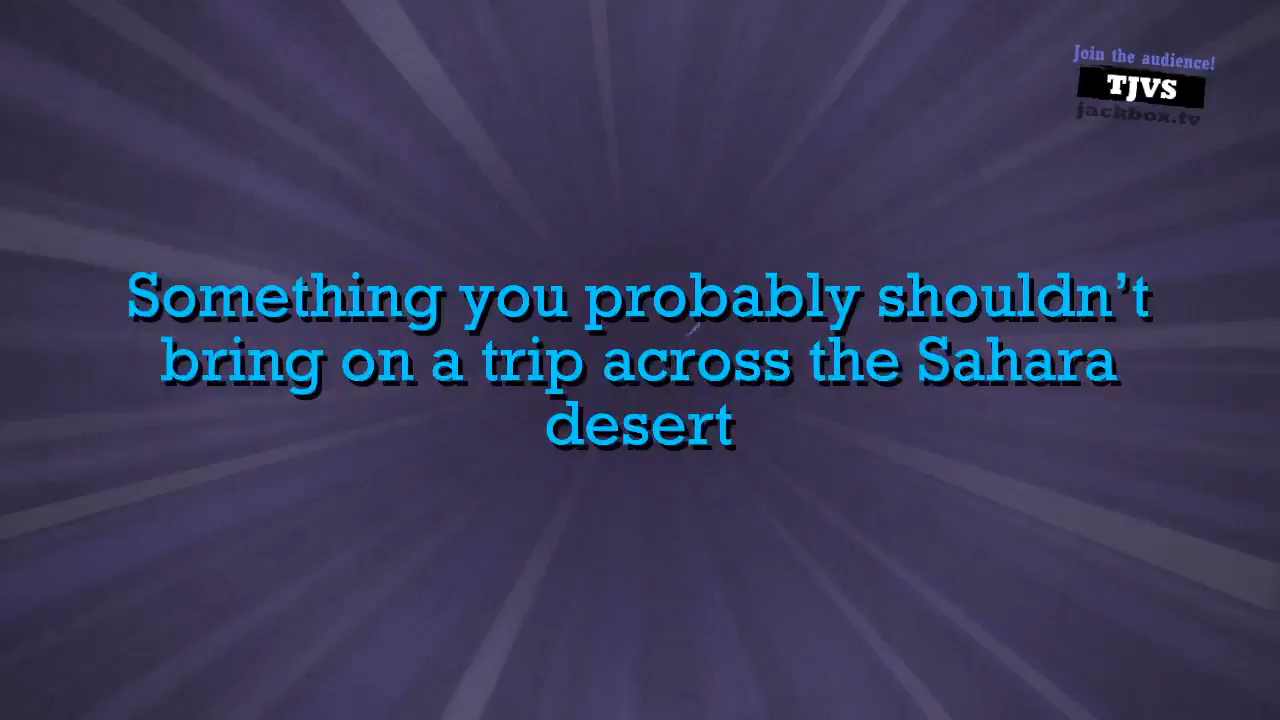 Join the audience!
TJVS
jackbox.tv
Something you probably shouldn’t
bring on a trip across the Sahara
desert